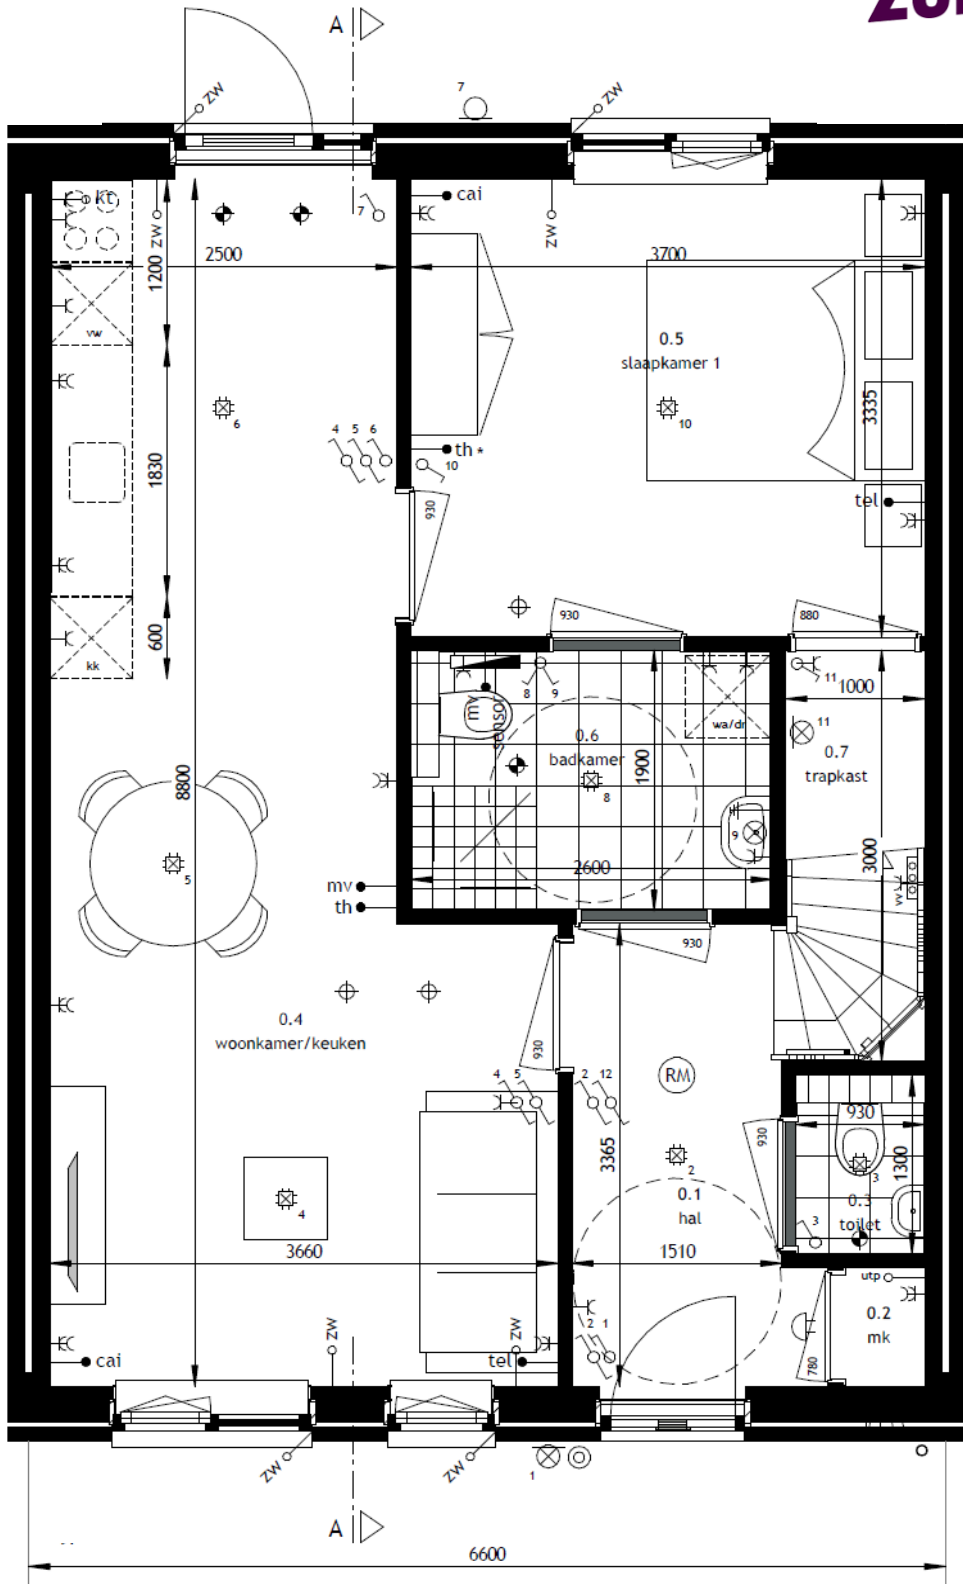 A
zw
7
zw
kt
cai
zw
7
zw
2500
3700
1200
vw
0.5
slaapkamer 1
3335
6
10
4 5 6
th *
10
1830
tel
930
600
kk
930
880
8 9
11
1000
mv
sensor
wa/dr
11
0.6
badkamer
1900
0.7
trapkast
8
9
8800
3000
2600
5
mv
th
vv
930
0.4
woonkamer/keuken
930
RM
4 5
2 12
930
930
3365
1300
2
3
0.1
hal
0.3
toilet
3
4
3660
1510
utp
0.2
mk
zw
zw
2 1
780
cai
tel
zw
zw
1
A
6600